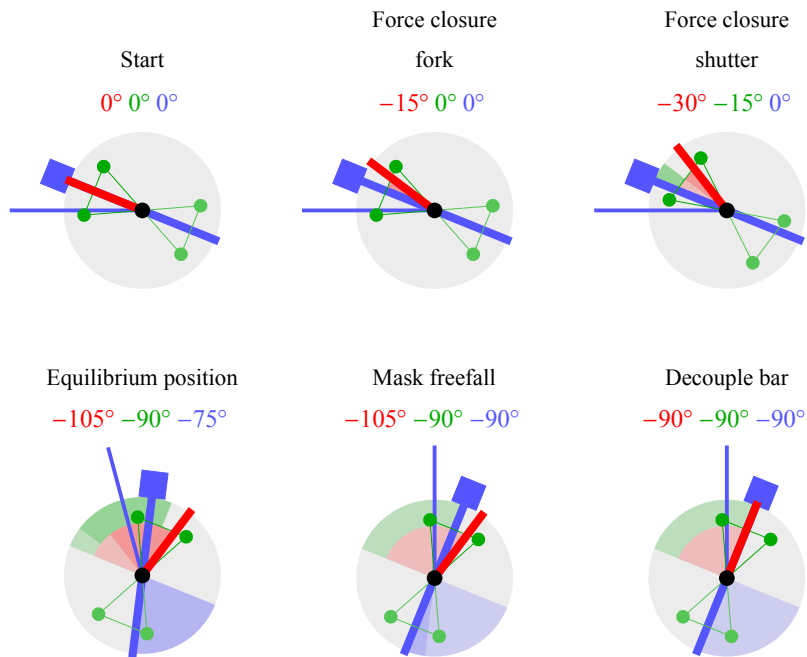 Start
0° 0° 0°
Force closure
fork
−15° 0° 0°
Force closure
shutter
−30° −15° 0°
Equilibrium position
−105° −90° −75°
Mask freefall
−105° −90° −90°
Decouple bar
−90° −90° −90°